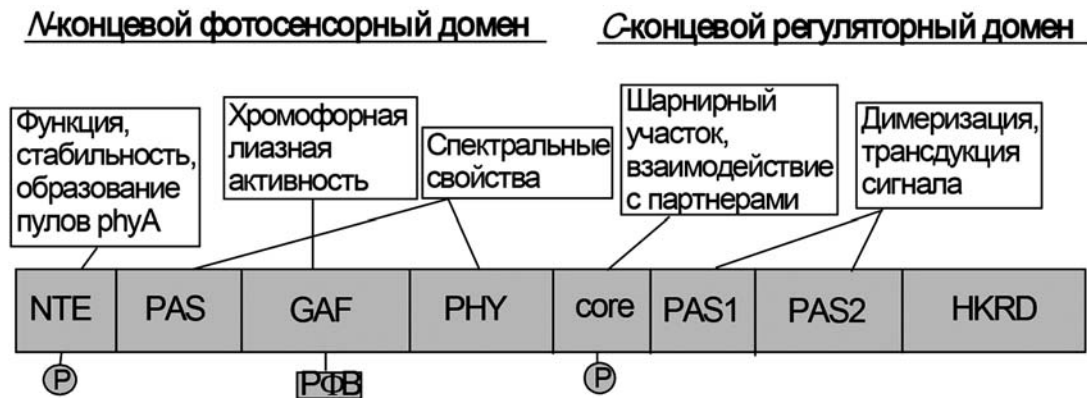 N-концевой фотосенсорный домен
C-концевой регуляторный домен
Функция,
стабильность,
образование
пулов phyA
Хромофорная
лиазная
активность
Спектральные
свойства
Шарнирный
участок,
взаимодействие
с партнерами
Димеризация,
трансдукция
сигнала
NTE PAS GAF PHY core PAS1 PAS2 HKRD
P РФВ P